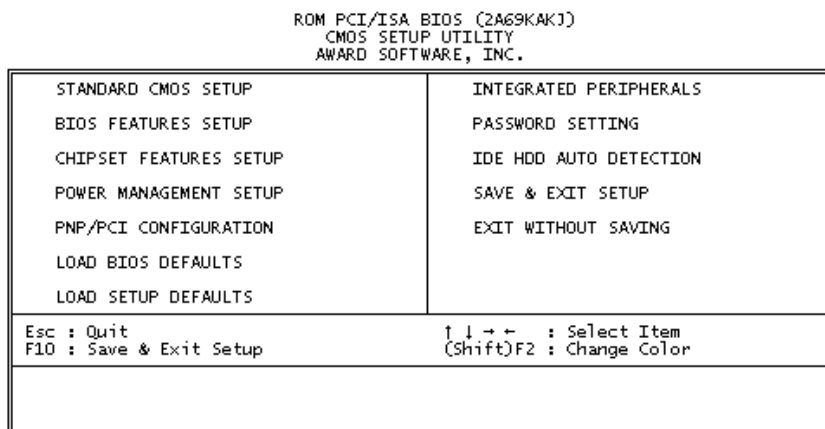 ROM PCI/ISA BIOS (2A69KAKJ)
CMOS SETUP UTILITY
AWARD SOFTWARE, INC.
STANDARD CMOS SETUP
BIOS FEATURES SETUP
CHIPSET FEATURES SETUP
POWER MANAGEMENT SETUP
PNP/PCI CONFIGURATION
LOAD BIOS DEFAULTS
LOAD SETUP DEFAULTS
INTEGRATED PERIPHERALS
PASSWORD SETTING
IDE HDD AUTO DETECTION
SAVE & EXIT SETUP
EXIT WITHOUT SAVING
Esc : Quit
F10 : Save & Exit Setup
↑ ↓ → ← : Select Item
(Shift)F2 : Change Color